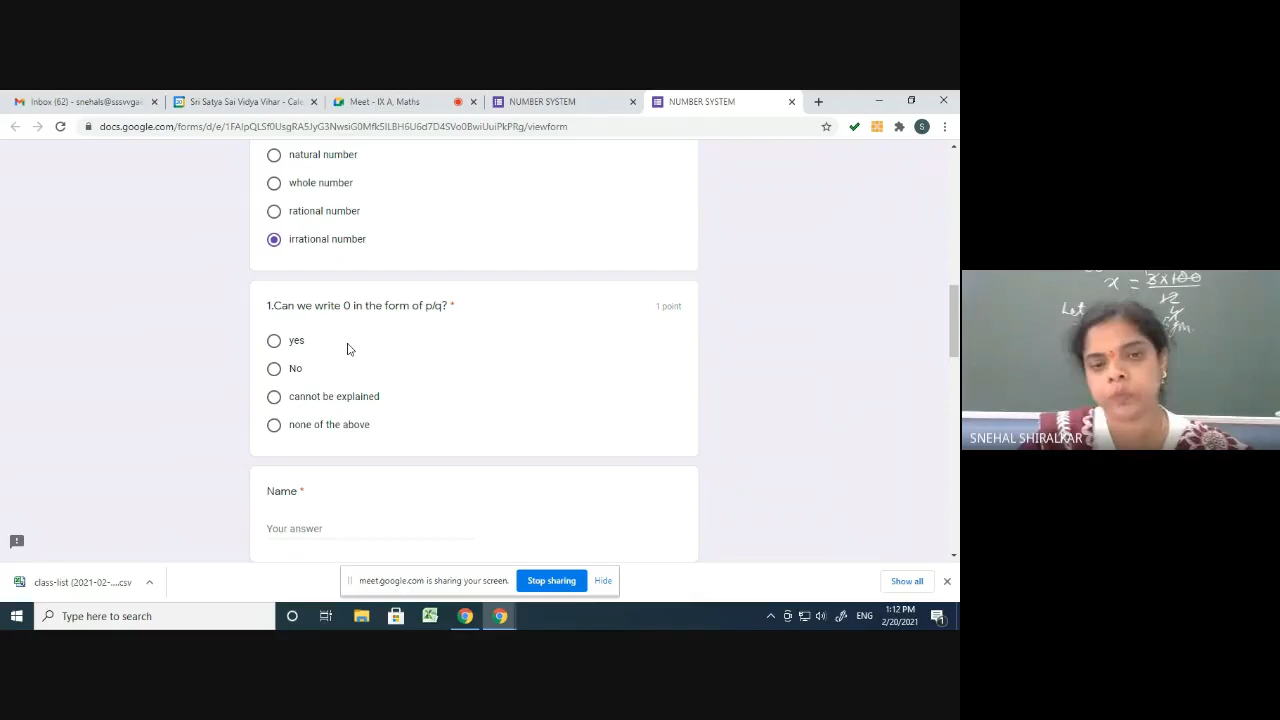 Inbox (62) - snehals@sssvvga
Sri Satya Sai Vidya Vihar - Cale
Meet - IX A, Maths
NUMBER SYSTEM
NUMBER SYSTEM
docs.google.com/forms/d/e/
/viewform
S
natural number
whole number
rational number
irrational number
1.Can we write 0 in the form of p/q? *
1 point
yes
No
cannot be explained
none of the above
Name *
Your answer
x =
Let
SNEHAL SHIRALKAR
class-list (2021-02-....csv
meet.google.com is sharing your screen.
Stop sharing
Hide
Show all
Type here to search
ENG
1:12 PM
2/20/2021